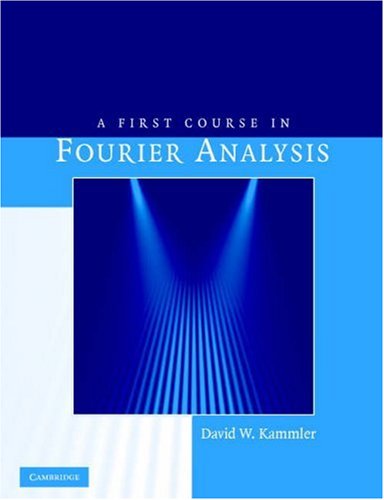 A FIRST COURSE IN
FOURIER ANALYSIS
David W. Kammler
CAMBRIDGE